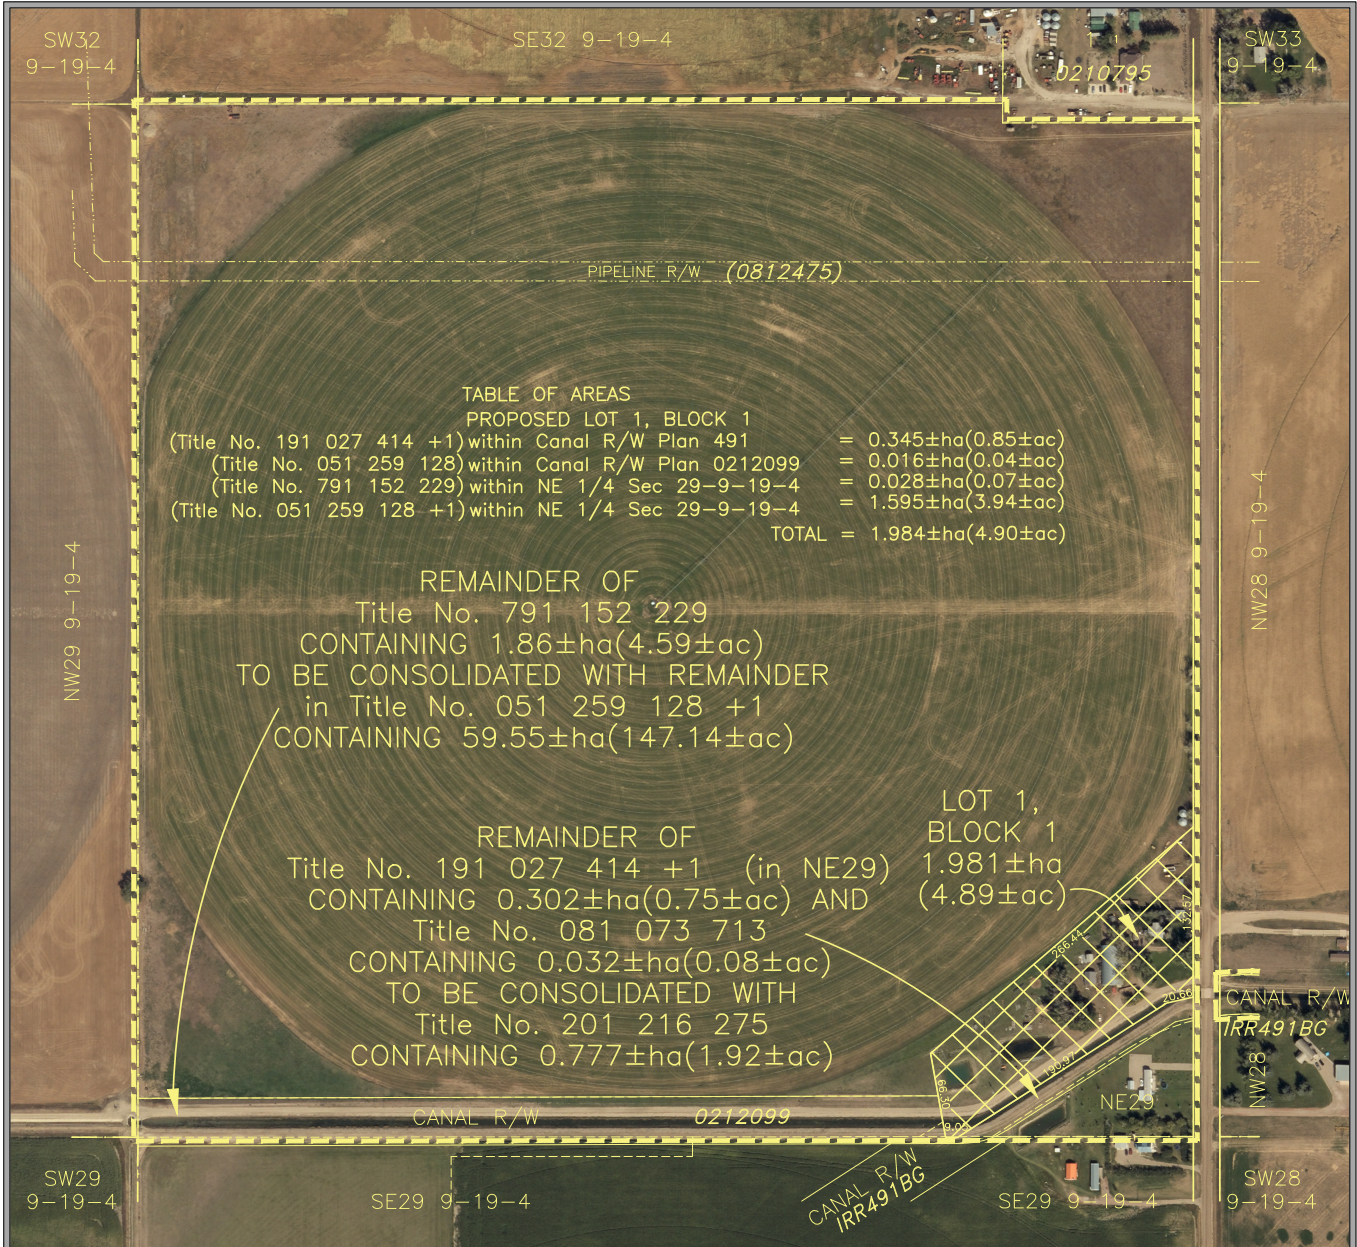 SW32
9-19-4
SE32 9-19-4
0210795
SW33
9-19-4
PIPELINE R/W (0812475)
TABLE OF AREAS
PROPOSED LOT 1, BLOCK 1
(Title No. 191 027 414 +1) within Canal R/W Plan 491 = 0.345±ha(0.85±ac)
(Title No. 051 259 128) within Canal R/W Plan 0212099 = 0.016±ha(0.04±ac)
(Title No. 791 152 229) within NE 1/4 Sec 29-9-19-4 = 0.028±ha(0.07±ac)
(Title No. 051 259 128 +1) within NE 1/4 Sec 29-9-19-4 = 1.595±ha(3.94±ac)
TOTAL = 1.984±ha(4.90±ac)
NW29 9-19-4
NW28 9-19-4
REMAINDER OF
Title No. 791 152 229
CONTAINING 1.86±ha(4.59±ac)
TO BE CONSOLIDATED WITH REMAINDER
in Title No. 051 259 128 +1
CONTAINING 59.55±ha(147.14±ac)
LOT 1,
BLOCK 1
1.981±ha
(4.89±ac)
REMAINDER OF
Title No. 191 027 414 +1 (in NE29)
CONTAINING 0.302±ha(0.75±ac) AND
Title No. 081 073 713
CONTAINING 0.032±ha(0.08±ac)
TO BE CONSOLIDATED WITH
Title No. 201 216 275
CONTAINING 0.777±ha(1.92±ac)
132.57
266.44
20.66
190.97
66.30
CANAL R/W
IRR491BG
NW28
NE29
CANAL R/W 0212099
CANAL R/W
IRR491BG
SW29
9-19-4
SE29 9-19-4
SE29 9-19-4
SW28
9-19-4